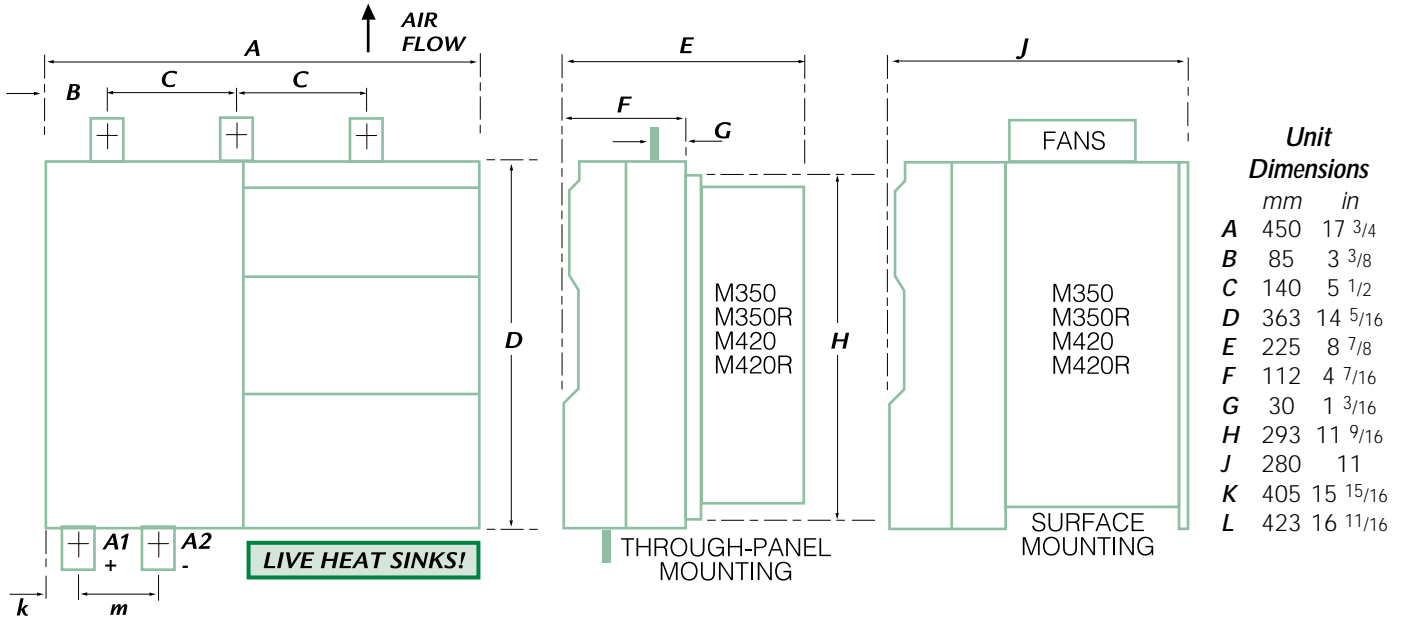 AIR
FLOW
A
E
J
B
C
C
F
G
FANS
D
H
M350
M350R
M420
M420R
M350
M350R
M420
M420R
A1
+
A2
-
LIVE HEAT SINKS!
THROUGH-PANEL
MOUNTING
SURFACE
MOUNTING
k
m
Unit
Dimensions
mm in
A 450 17 3/4
B 85 3 3/8
C 140 5 1/2
D 363 14 5/16
E 225 8 7/8
F 112 4 7/16
G 30 1 3/16
H 293 11 9/16
J 280 11
K 405 15 15/16
L 423 16 11/16